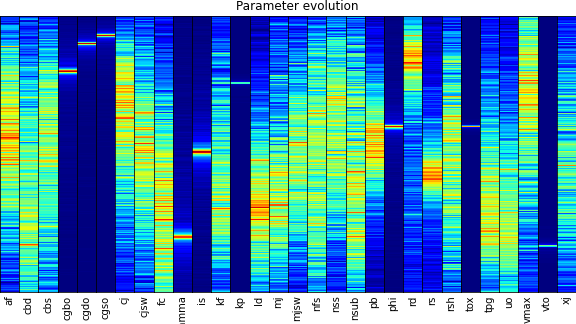 Parameter evolution
af cbd cbs cgbo cgdo cgso cj cjsw fc mma is kf kp ld mj mjsw nfs nss nsub pb phi rd rs rsh tox tpg uo vmax vto xj